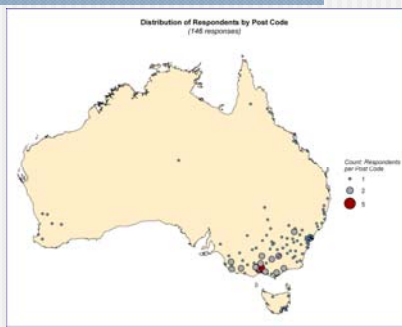 Distribution of Respondents by Post Code
(146 responses)
Count: Respondents
per Post Code
1
2
5